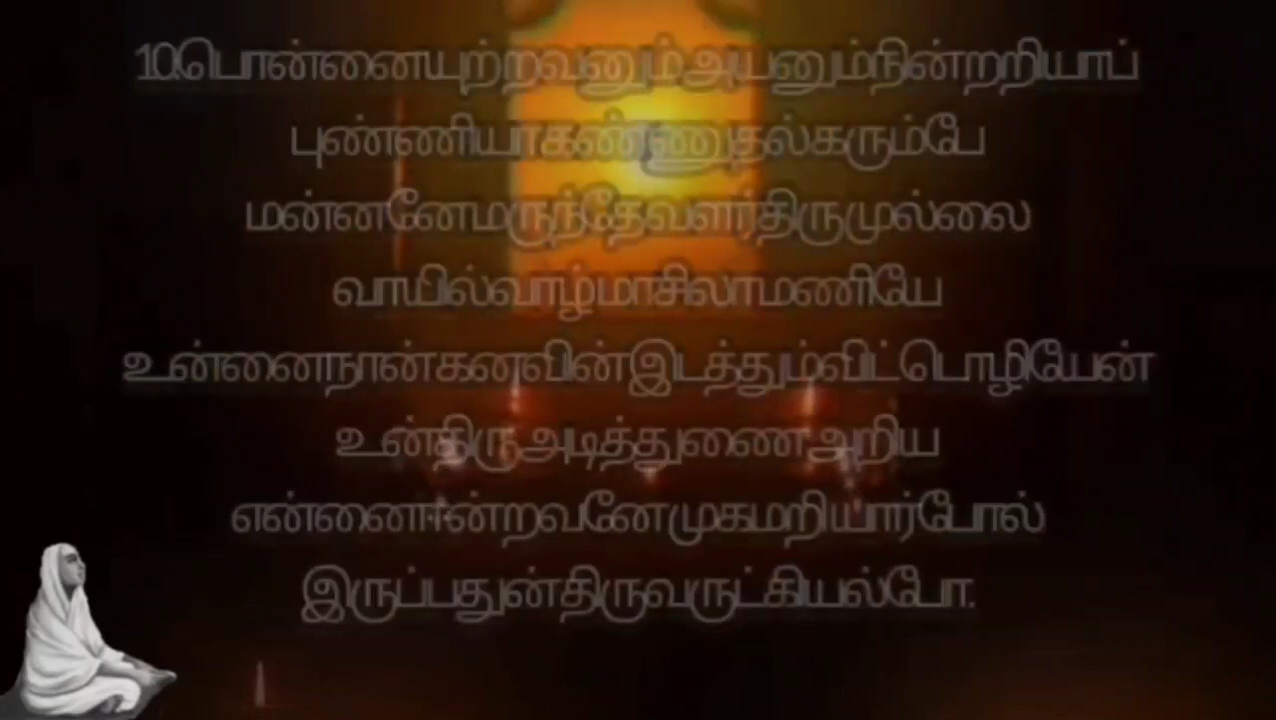 10.பொன்னையுற்றவனும்அயனும்நின்றறியாப்
புண்ணியாகண்ணுதல்கரும்பே
மன்னனேமருந்தேவளர்திருமுல்லை
வாயில்வாழ்மாசிலாமணியே
உன்னைநான்கனவின்இடத்தும்விட்பொழியேன்
உன்திருஅடித்துணைஅறிய
என்னைஈன்றவனேமுகமறியார்போல்
இருப்பதுன்திருவருட்கியல்போ.